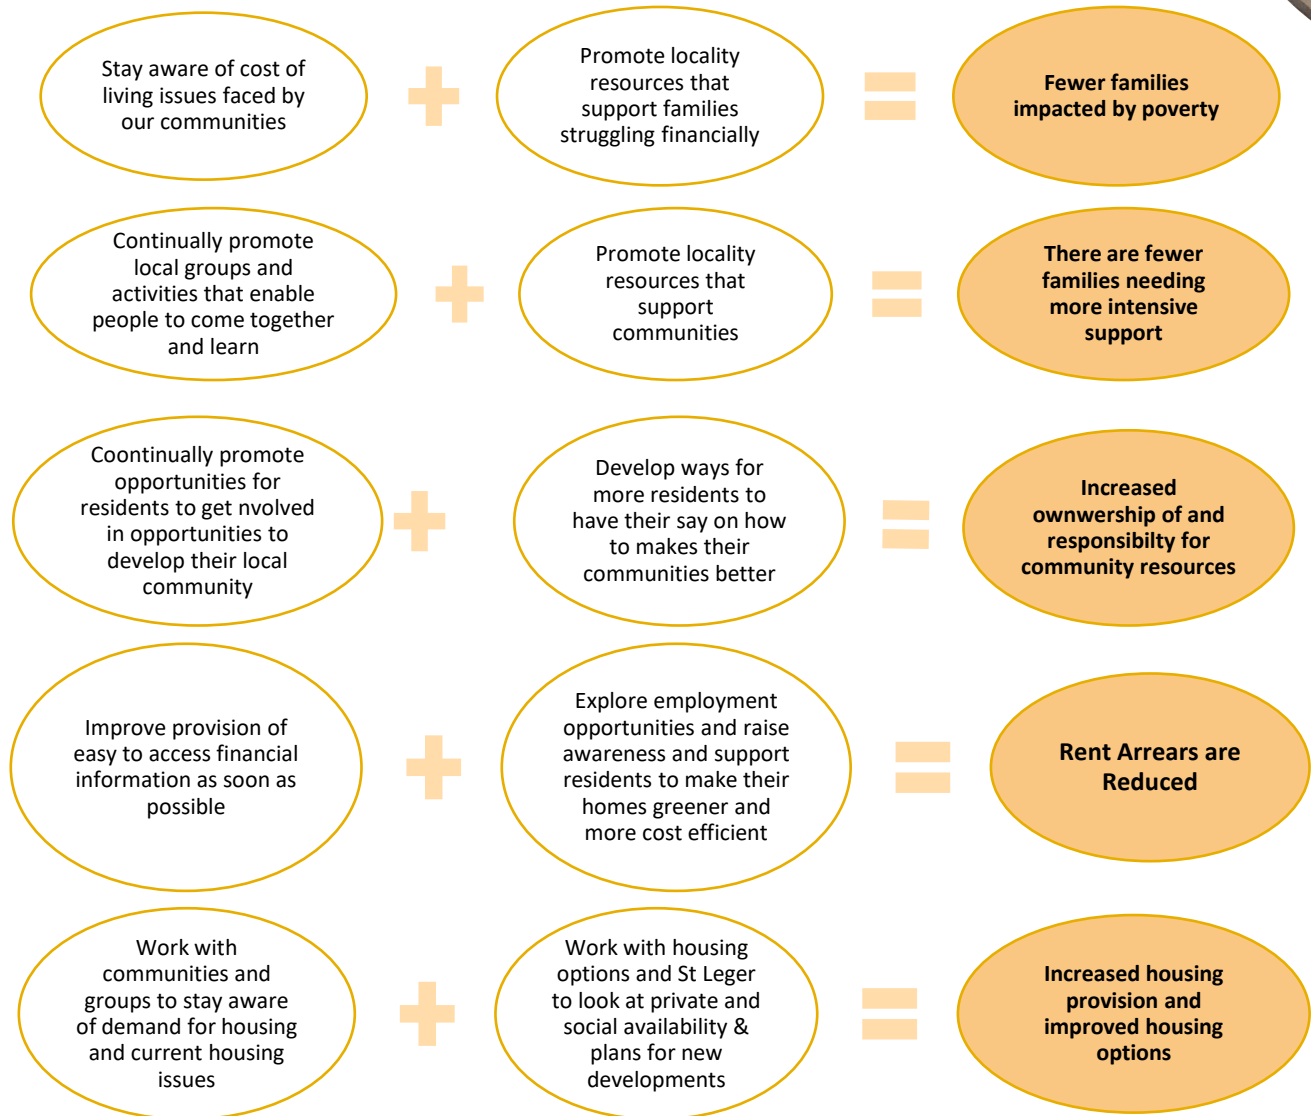 Stay aware of cost of
living issues faced by
our communities
Promote locality
resources that
support families
struggling financially
Fewer families
impacted by poverty
Continually promote
local groups and
activities that enable
people to come together
and learn
Promote locality
resources that
support
communities
There are fewer
families needing
more intensive
support
Coontinually promote
opportunities for
residents to get nvolved
in opportunities to
develop their local
community
Develop ways for
more residents to
have their say on how
to makes their
communities better
Increased
ownwership of and
responsibilty for
community resources
Improve provision of
easy to access financial
information as soon as
possible
Explore employment
opportunities and raise
awareness and support
residents to make their
homes greener and
more cost efficient
Rent Arrears are
Reduced
Work with
communities and
groups to stay aware
of demand for housing
and current housing
issues
Work with housing
options and St Leger
to look at private and
social availability &
plans for new
developments
Increased housing
provision and
improved housing
options